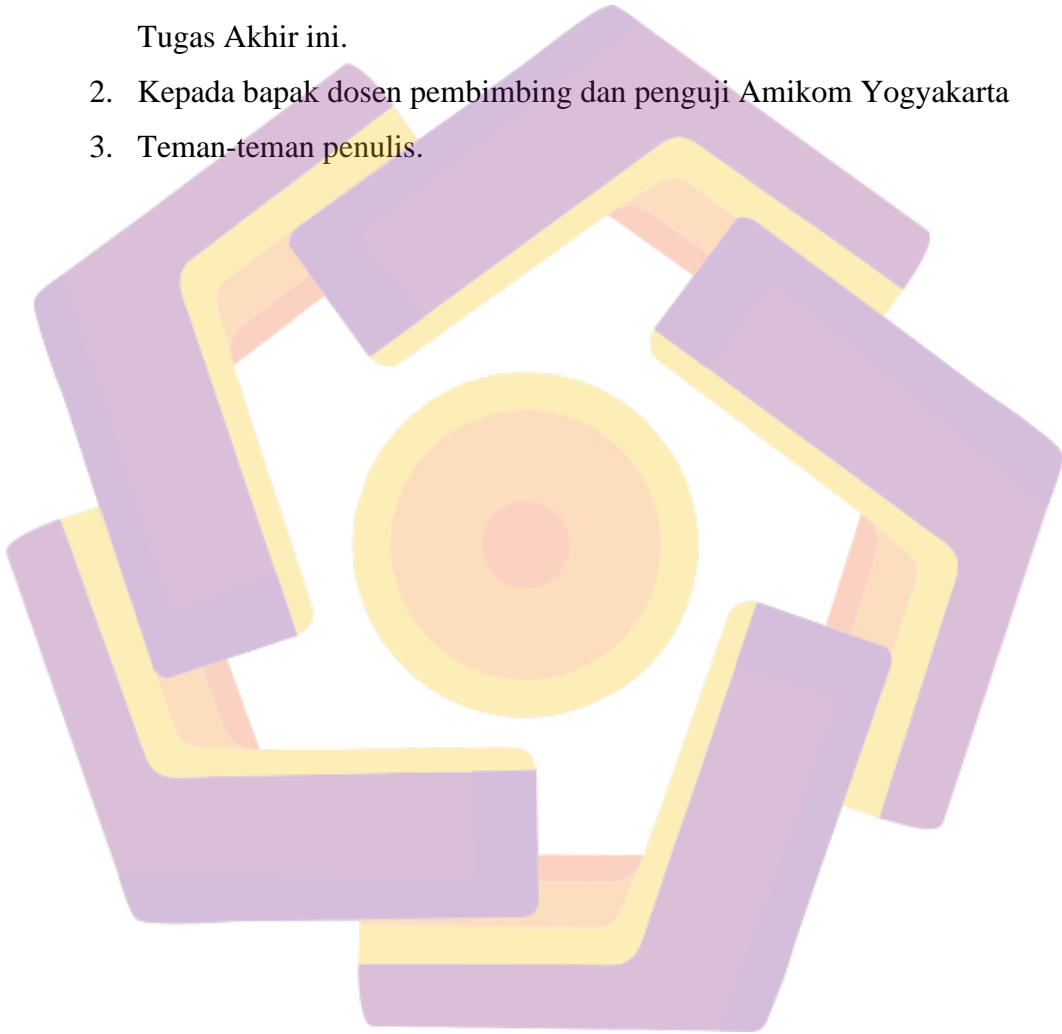 Tugas Akhir ini.
2. Kepada bapak dosen pembimbing dan penguji Amikom Yogyakarta
3. Teman-teman penulis.